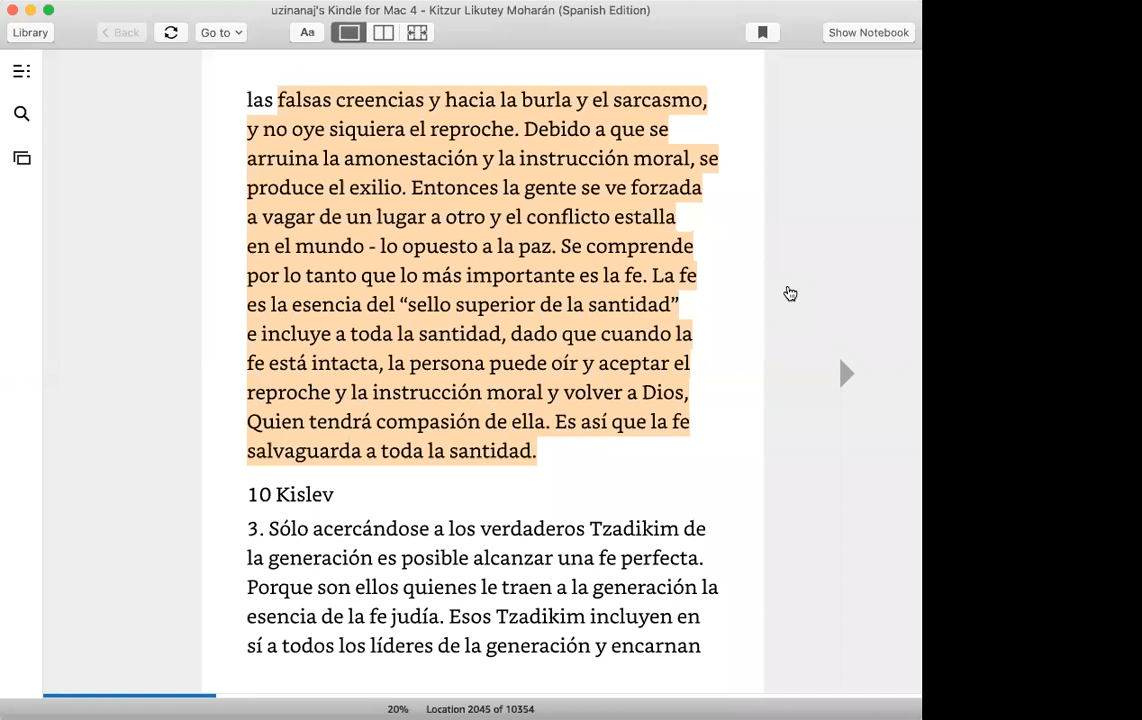 uzinanaj's Kindle for Mac 4 - Kitzur Likutey Moharán (Spanish Edition)
Library
Back
Go to
Aa
Show Notebook
las falsas creencias y hacia la burla y el sarcasmo,
y no oye siquiera el reproche. Debido a que se
arruina la amonestación y la instrucción moral, se
produce el exilio. Entonces la gente se ve forzada
a vagar de un lugar a otro y el conflicto estalla
en el mundo - lo opuesto a la paz. Se comprende
por lo tanto que lo más importante es la fe. La fe
es la esencia del “sello superior de la santidad”
e incluye a toda la santidad, dado que cuando la
fe está intacta, la persona puede oír y aceptar el
reproche y la instrucción moral y volver a Dios,
Quien tendrá compasión de ella. Es así que la fe
salvaguarda a toda la santidad.
10 Kislev
3. Sólo acercándose a los verdaderos Tzadikim de
la generación es posible alcanzar una fe perfecta.
Porque son ellos quienes le traen a la generación la
esencia de la fe judía. Esos Tzadikim incluyen en
sí a todos los líderes de la generación y encarnan
20% Location 2045 of 10354